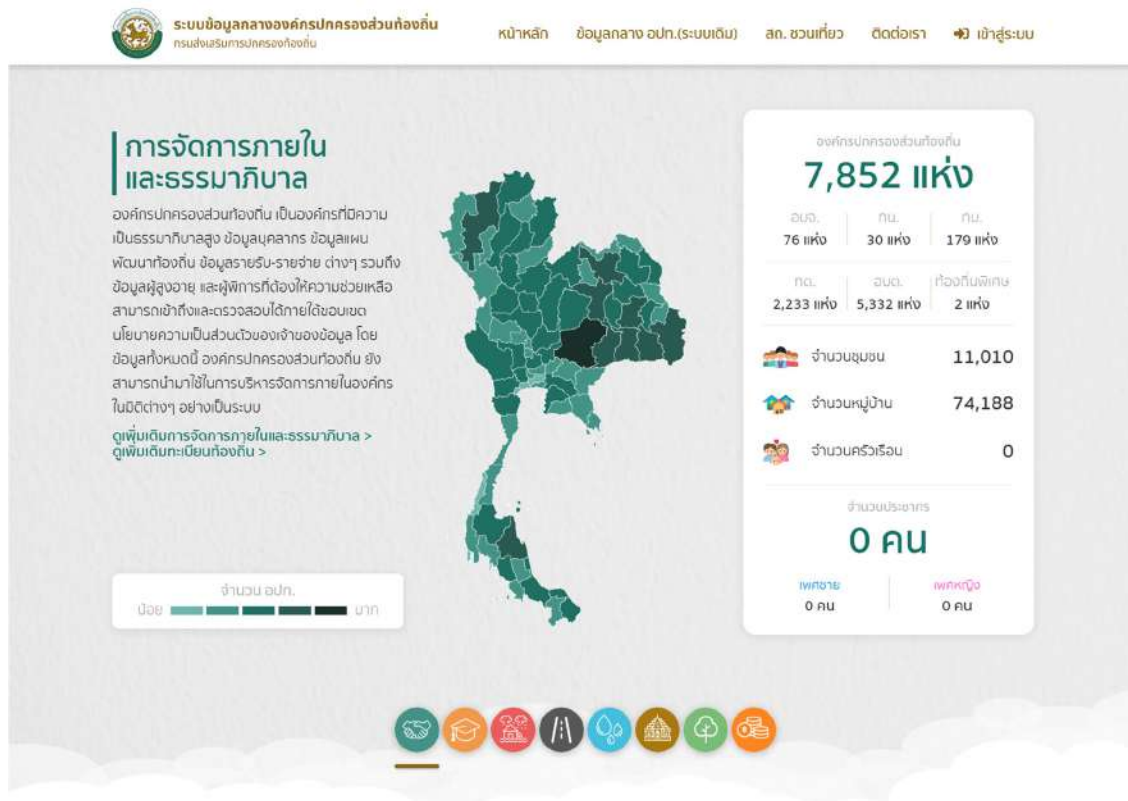 ระบบข้อมูลกลางองค์กรปกครองส่วนท้องถิ่น
กรมส่งเสริมการปกครองท้องถิ่น
หน้าหลัก ข้อมูลกลาง อปท.(ระบบเดิม) สถ. ชวนเที่ยว ติดต่อเรา เข้าสู่ระบบ
การจัดการภายใน
และธรรมาภิบาล
องค์กรปกครองส่วนท้องถิ่น เป็นองค์กรที่มีความ
เป็นธรรมาภิบาลสูง ข้อมูลบุคลากร ข้อมูลแผน
พัฒนาท้องถิ่น ข้อมูลรายรับ-รายจ่าย ต่างๆ รวมถึง
ข้อมูลผู้สูงอายุ และผู้พิการที่ต้องให้ความช่วยเหลือ
สามารถเข้าถึงและตรวจสอบได้ภายใต้ขอบเขต
นโยบายความเป็นส่วนตัวของเจ้าของข้อมูล โดย
ข้อมูลทั้งหมดนี้ องค์กรปกครองส่วนท้องถิ่น ยัง
สามารถนำมาใช้ในการบริหารจัดการภายในองค์กร
ในมิติต่างๆ อย่างเป็นระบบ
ดูเพิ่มเติมการจัดการภายในและธรรมาภิบาล >
ดูเพิ่มเติมทะเบียนท้องถิ่น >
จำนวน อปท.
น้อย มาก
องค์กรปกครองส่วนท้องถิ่น
7,852 แห่ง
อบจ. ทน. ทม.
76 แห่ง 30 แห่ง 179 แห่ง
ทต. อบต. ท้องถิ่นพิเศษ
2,233 แห่ง 5,332 แห่ง 2 แห่ง
จำนวนชุมชน 11,010
จำนวนหมู่บ้าน 74,188
จำนวนครัวเรือน 0
จำนวนประชากร
0 คน
เพศชาย เพศหญิง
0 คน 0 คน